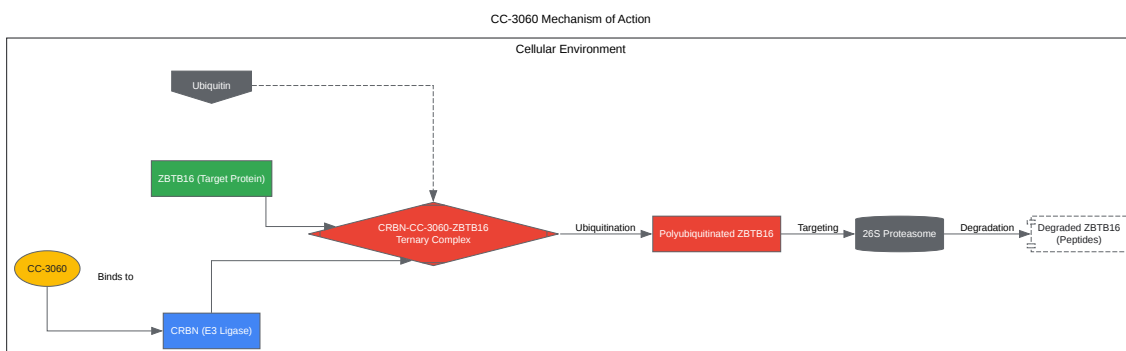 CC-3060 Mechanism of Action
Cellular Environment
Ubiquitin
ZBTB16 (Target Protein)
CRBN-CC-3060-ZBTB16
Ternary Complex
Ubiquitination
Polyubiquitinated ZBTB16
Targeting
26S Proteasome
Degradation
Degraded ZBTB16
(Peptides)
CC-3060
Binds to
CRBN (E3 Ligase)